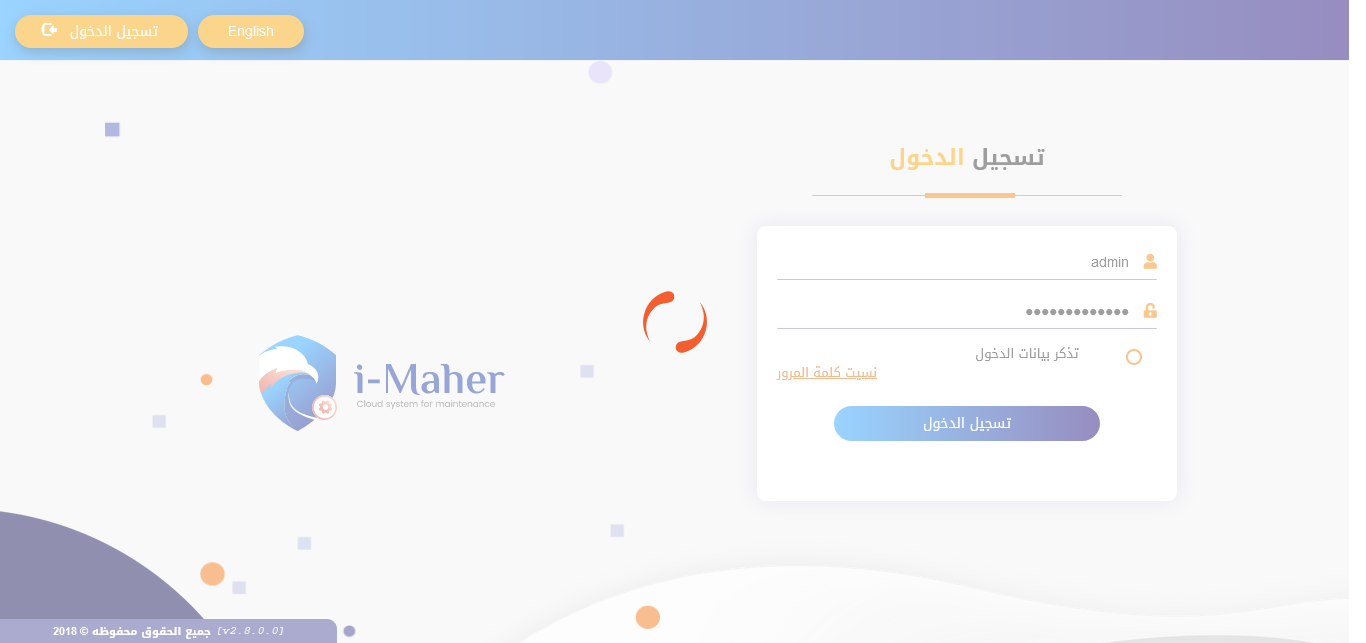 English
تسجيل الدخول
تسجيل الدخول
admin
•••••••••••••
تذكر بيانات الدخول
نسيت كلمة المرور
تسجيل الدخول
i-Maher
Cloud system for maintenance
جميع الحقوق محفوظه © 2018 [v2.8.0.0]